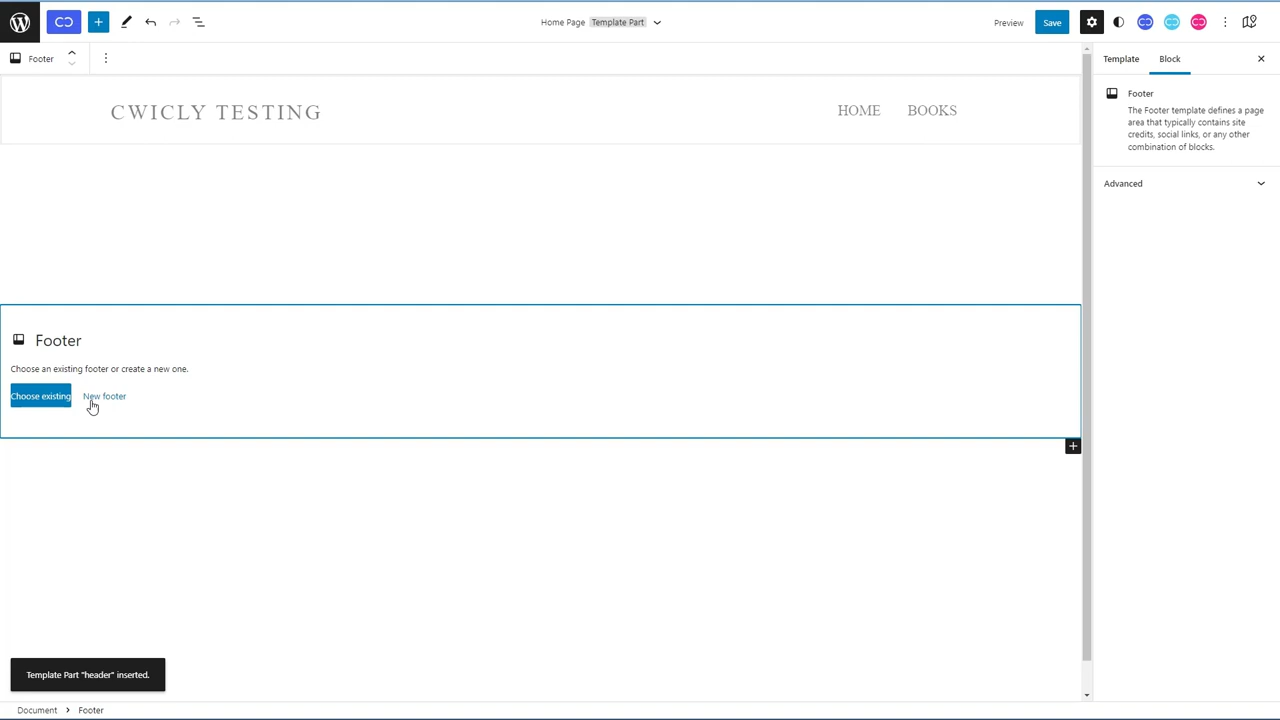 Home Page Template Part
Preview
Save
Footer
Template
Block
CWICLY TESTING
HOME
BOOKS
Footer
The Footer template defines a page
area that typically contains site
credits, social links, or any other
combination of blocks.
Advanced
Footer
Choose an existing footer or create a new one.
Choose existing
New footer
Template Part "header" inserted.
Document
Footer